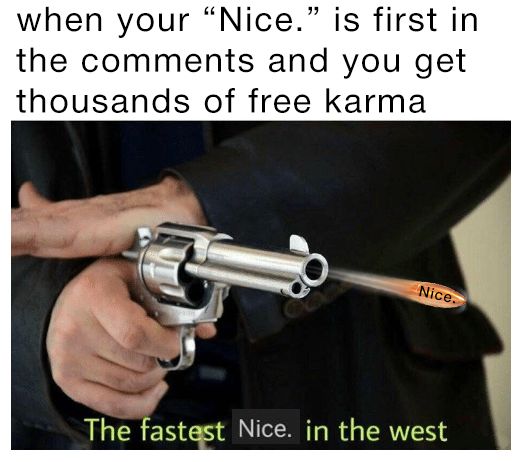 when your “Nice.” is first in
the comments and you get
thousands of free karma
Nice.
The fastest Nice. in the west